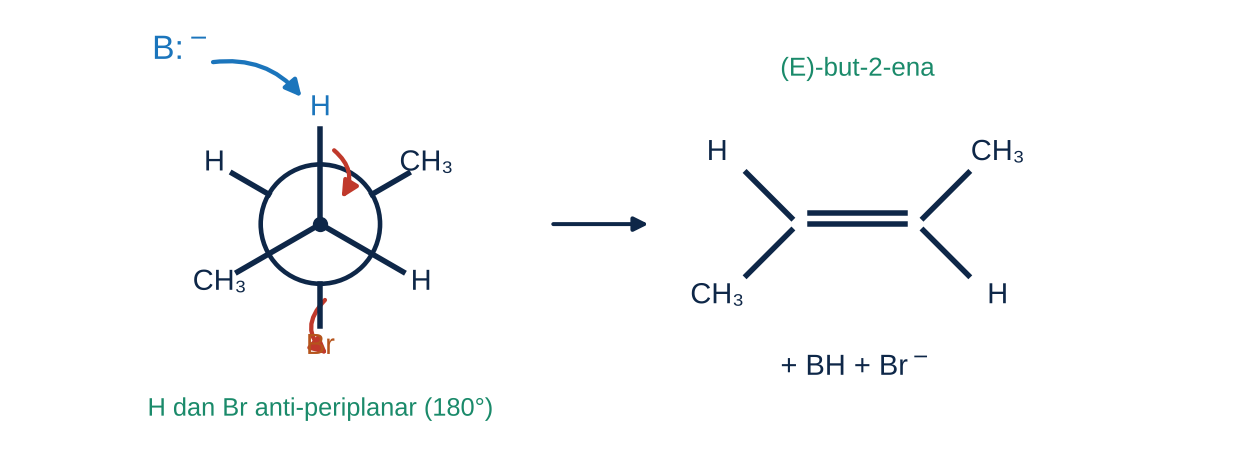 B:⁻
H
H
CH₃
CH₃
H
Br
H dan Br anti-periplanar (180°)
(E)-but-2-ena
H
CH₃
CH₃
H
+ BH + Br⁻